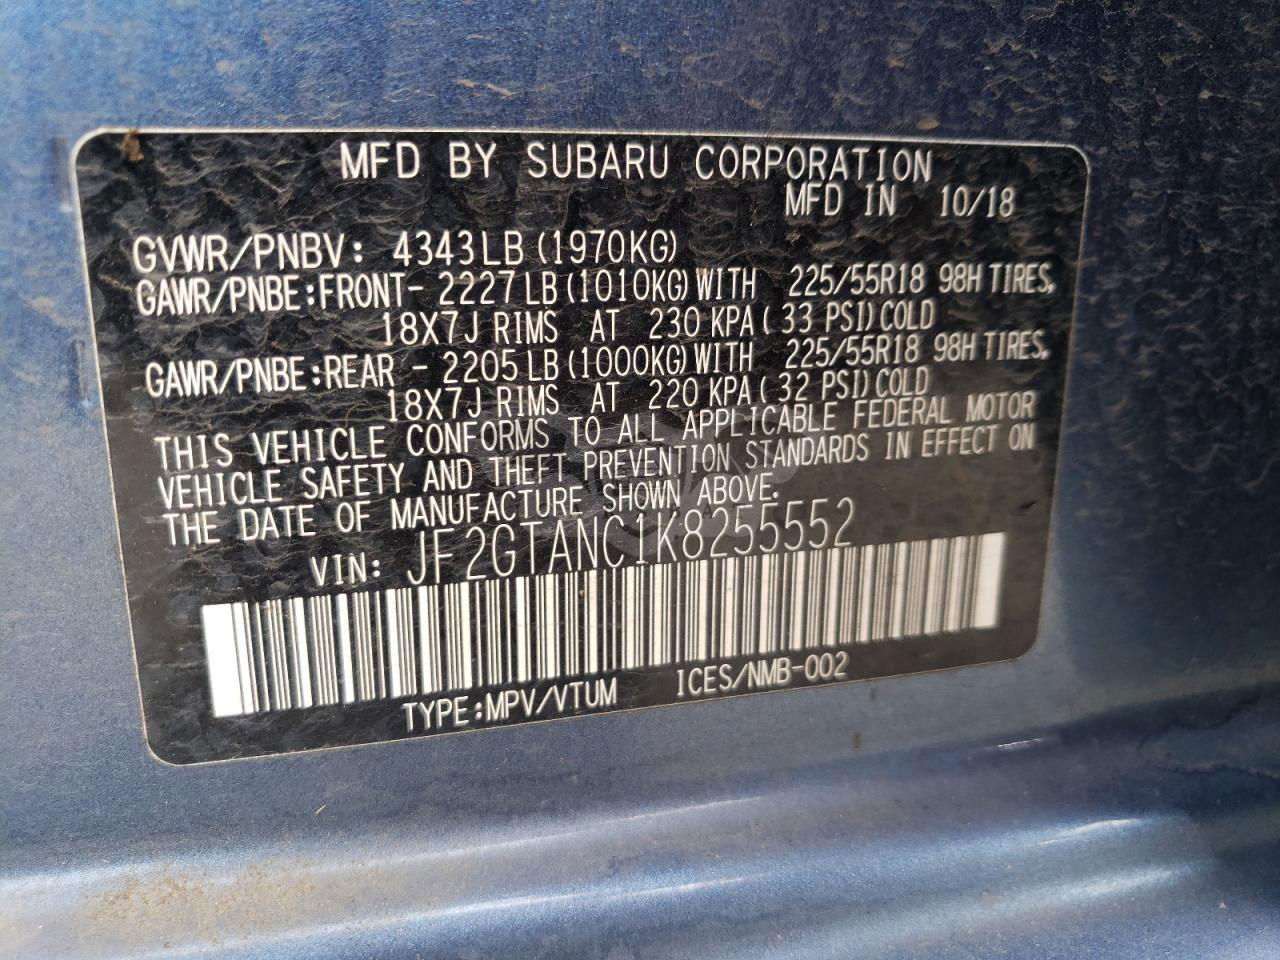 MFD BY SUBARU CORPORATION
MFD IN 10/18
GVWR/PNBV: 4343LB (1970KG)
GAWR/PNBE:FRONT- 2227LB(1010KG)WITH 225/55R18 98H TIRES,
18X7J RIMS AT 230 KPA( 33 PSI)COLD
GAWR/PNBE:REAR - 2205LB(1000KG)WITH 225/55R18 98H TIRES,
18X7J RIMS AT 220 KPA( 32 PSI)COLD
THIS VEHICLE CONFORMS TO ALL APPLICABLE FEDERAL MOTOR
VEHICLE SAFETY AND THEFT PREVENTION STANDARDS IN EFFECT ON
THE DATE OF MANUFACTURE SHOWN ABOVE.
VIN: JF2GTANC1K8255552
TYPE:MPV/VTUM ICES/NMB-002